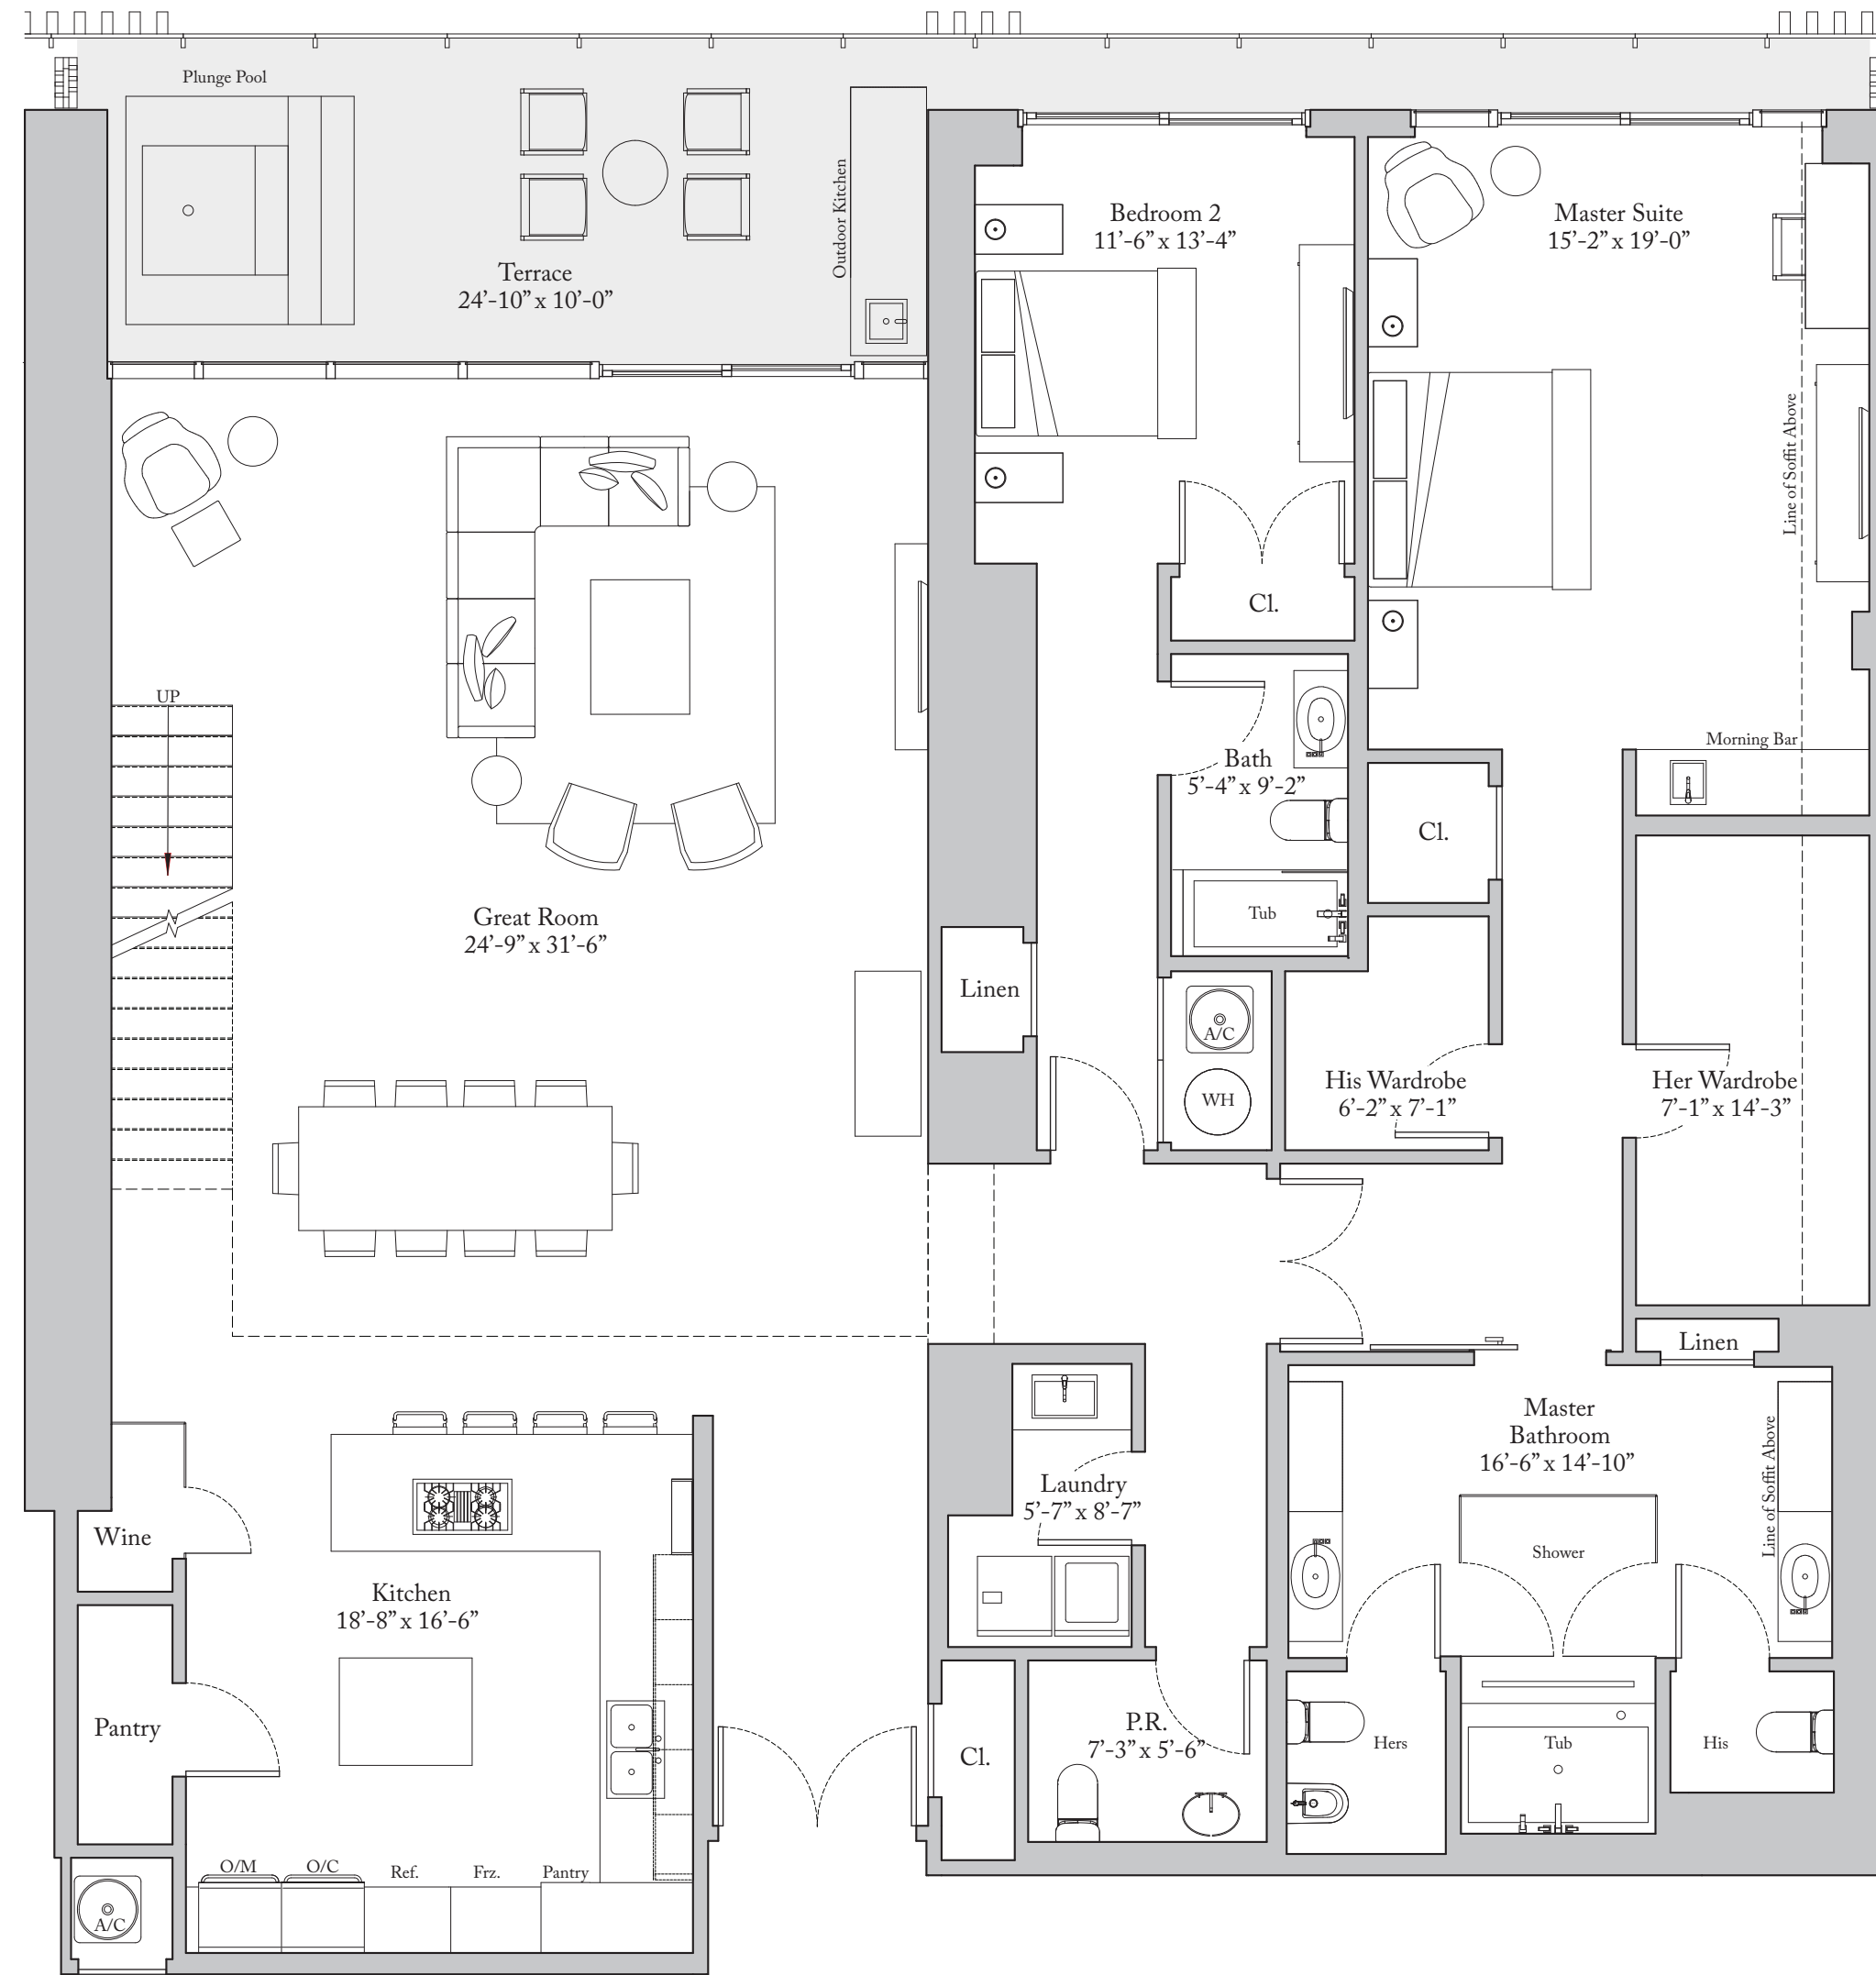 Plunge Pool
Terrace
24’-10” x 10’-0”
Outdoor Kitchen
Bedroom 2
11’-6” x 13’-4”
Master Suite
15’-2” x 19’-0”
Line of Soffit Above
Cl.
UP
Bath
5’-4” x 9’-2”
Morning Bar
Cl.
Tub
Great Room
24’-9” x 31’-6”
Linen
A/C
WH
His Wardrobe
6’-2” x 7’-1”
Her Wardrobe
7’-1” x 14’-3”
Linen
Master
Bathroom
16’-6” x 14’-10”
Line of Soffit Above
Laundry
5’-7” x 8’-7”
Wine
Shower
Kitchen
18’-8” x 16’-6”
Pantry
P.R.
7’-3” x 5’-6”
Cl.
Hers
Tub
His
O/M
O/C
Ref.
Frz.
Pantry
A/C